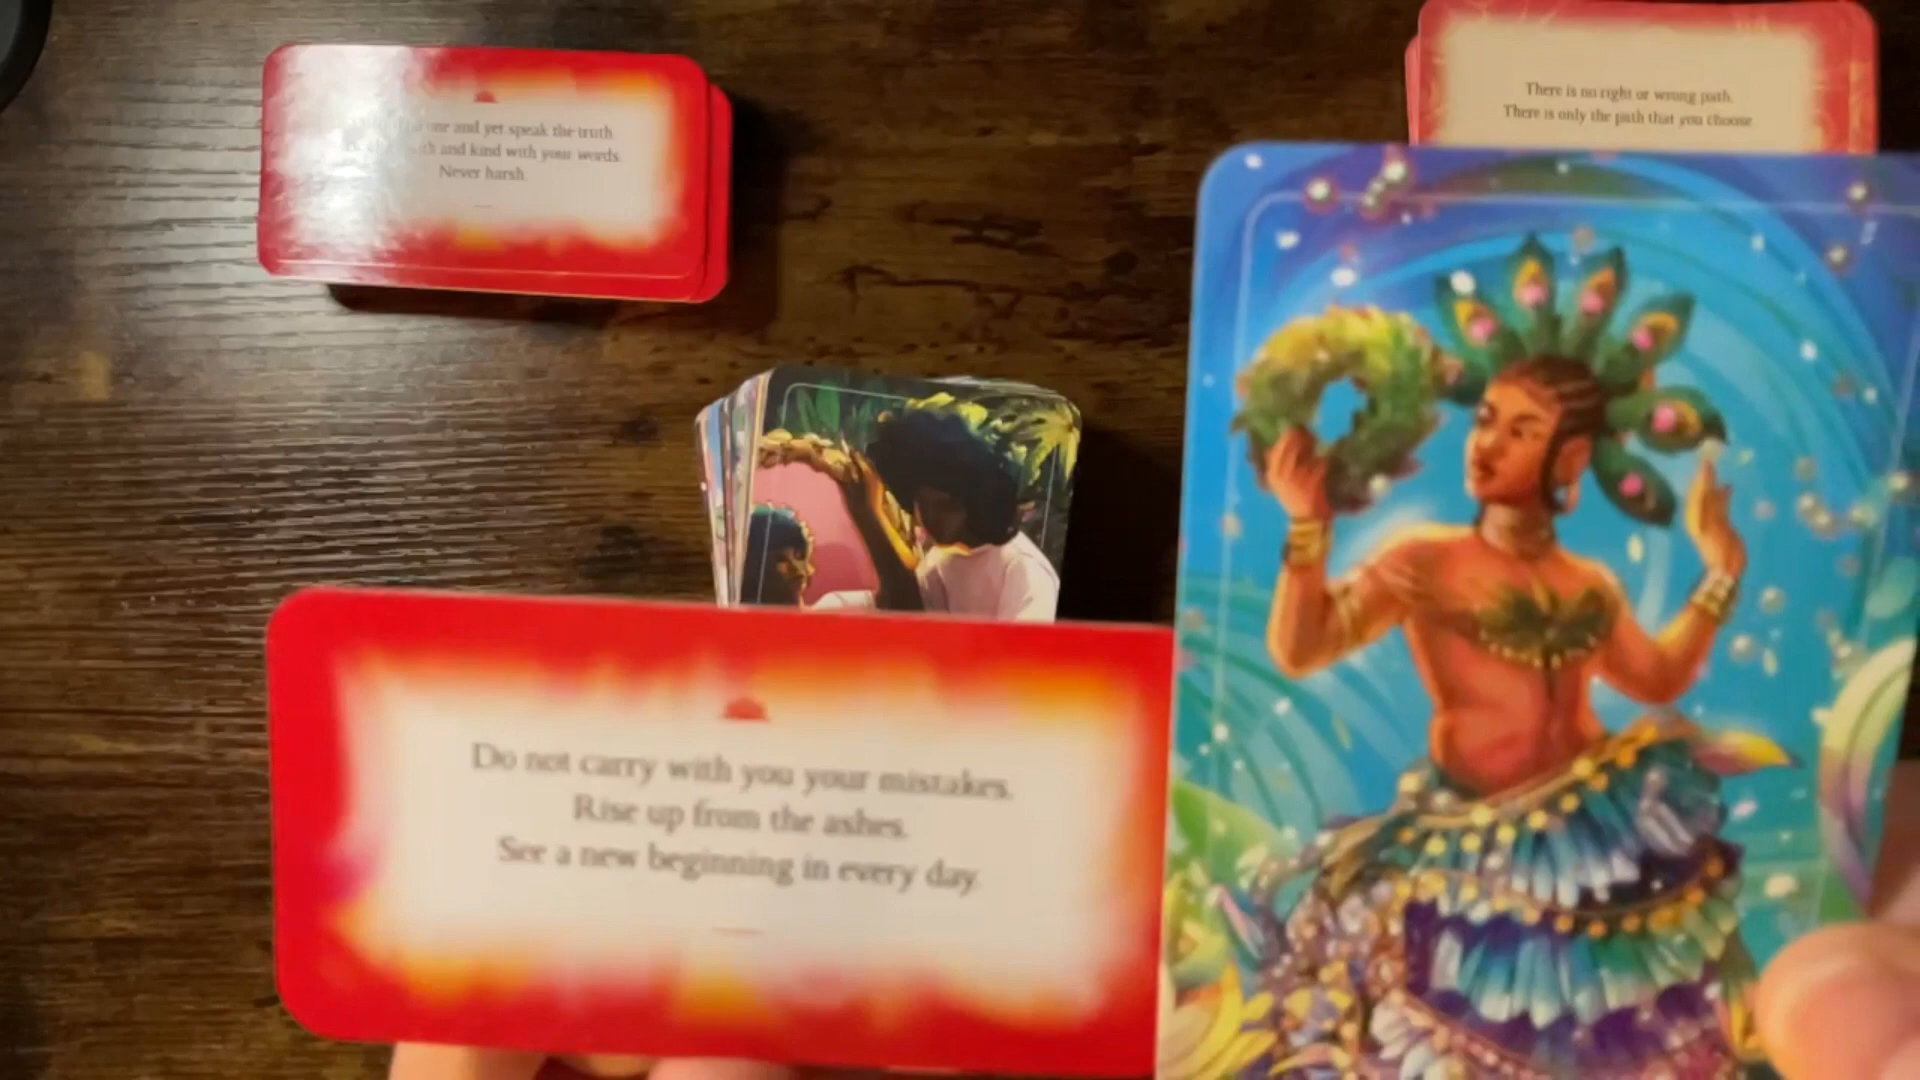 and yet speak the truth
and kind with your words.
Never harsh.
There is no right or wrong path.
There is only the path that you choose
Do not carry with you your mistakes.
Rise up from the ashes.
See a new beginning in every day.